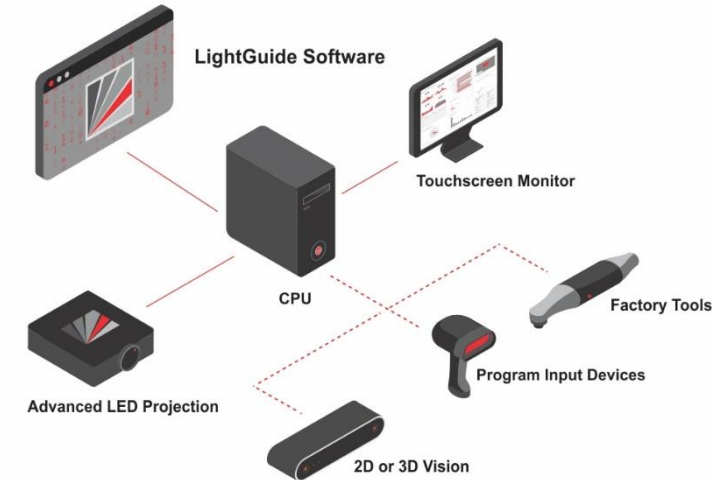 LightGuide Software
Touchscreen Monitor
CPU
Factory Tools
Program Input Devices
Advanced LED Projection
2D or 3D Vision